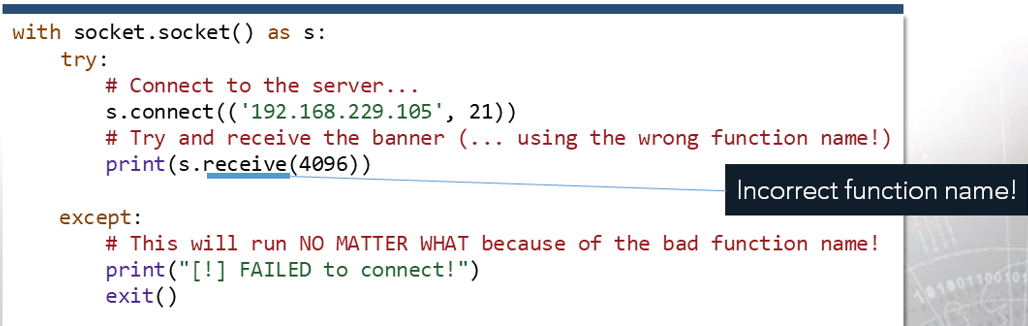 with socket.socket() as s:
    try:
        # Connect to the server...
        s.connect(('192.168.229.105', 21))
        # Try and receive the banner (... using the wrong function name!)
        print(s.receive(4096))
Incorrect function name!
    except:
        # This will run NO MATTER WHAT because of the bad function name!
        print("[!] FAILED to connect!")
        exit()